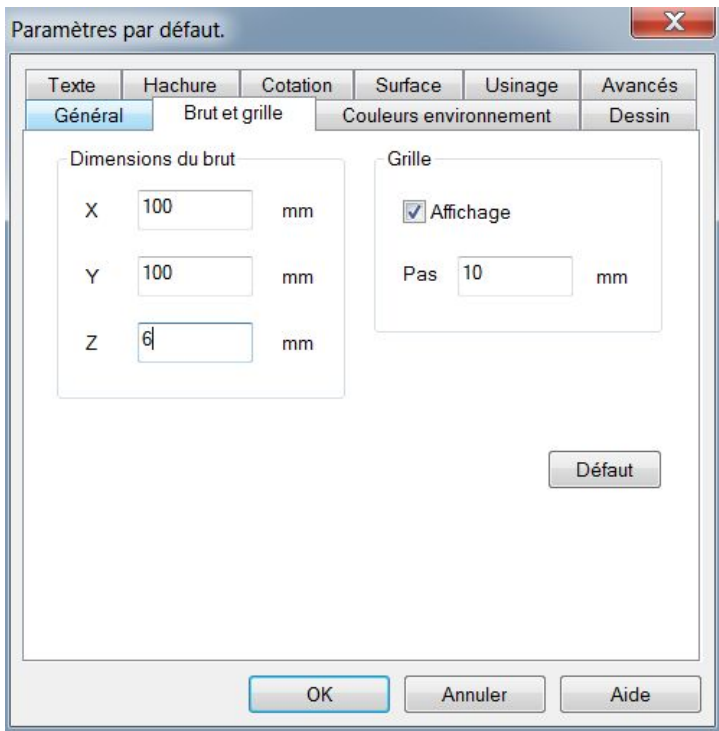 Paramètres par défaut.
Texte Hachure Cotation Surface Usinage Avancés
Général Brut et grille Couleurs environnement Dessin
Dimensions du brut Grille
X 100 mm Affichage
Y 100 mm Pas 10 mm
Z 6 mm
Défaut
OK Annuler Aide